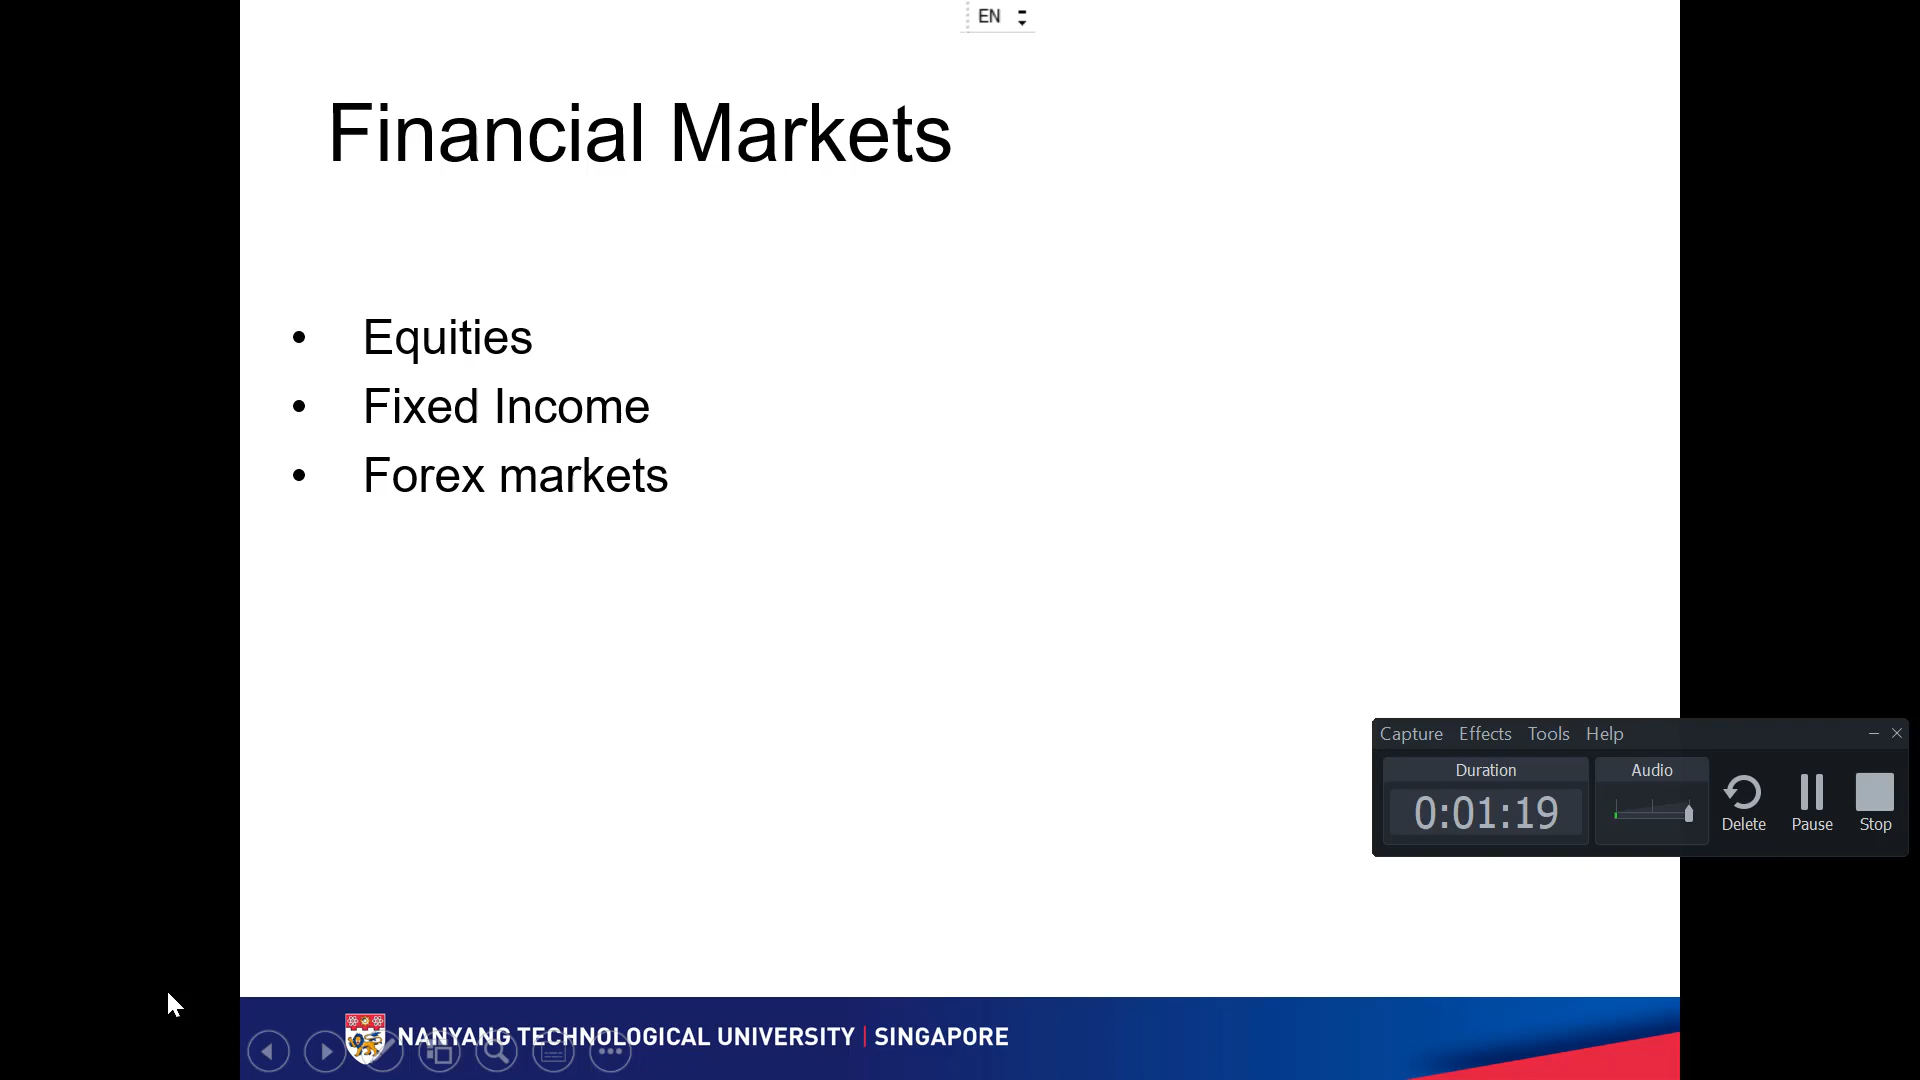 EN
Financial Markets
• Equities
• Fixed Income
• Forex markets
Capture Effects Tools Help
Duration
Audio
0:01:19
Delete Pause Stop
NANYANG TECHNOLOGICAL UNIVERSITY | SINGAPORE